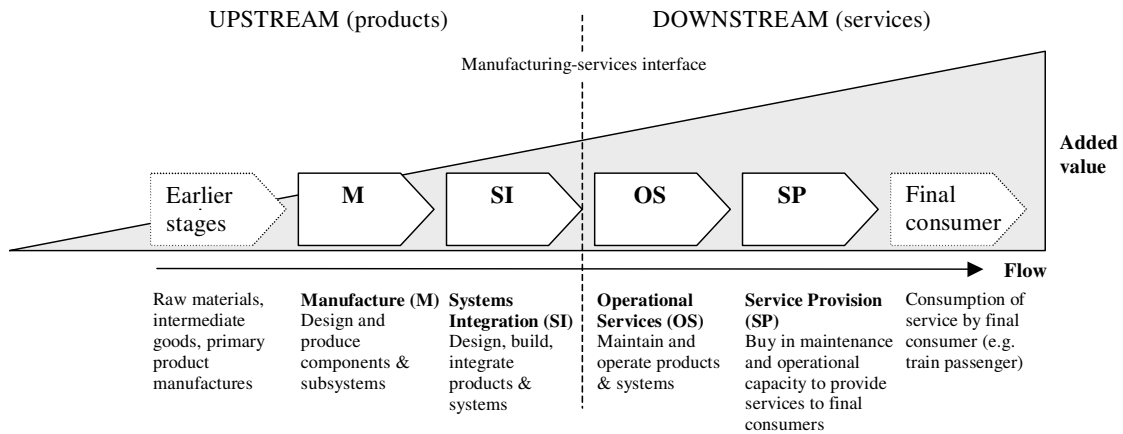 UPSTREAM (products)
DOWNSTREAM (services)
Manufacturing-services interface
Added
value
Earlier
stages
M
SI
OS
SP
Final
consumer
Flow
Raw materials,
intermediate
goods, primary
product
manufactures
Manufacture (M)
Design and
produce
components &
subsystems
Systems
Integration (SI)
Design, build,
integrate
products &
systems
Operational
Services (OS)
Maintain and
operate products
& systems
Service Provision
(SP)
Buy in maintenance
and operational
capacity to provide
services to final
consumers
Consumption of
service by final
consumer (e.g.
train passenger)